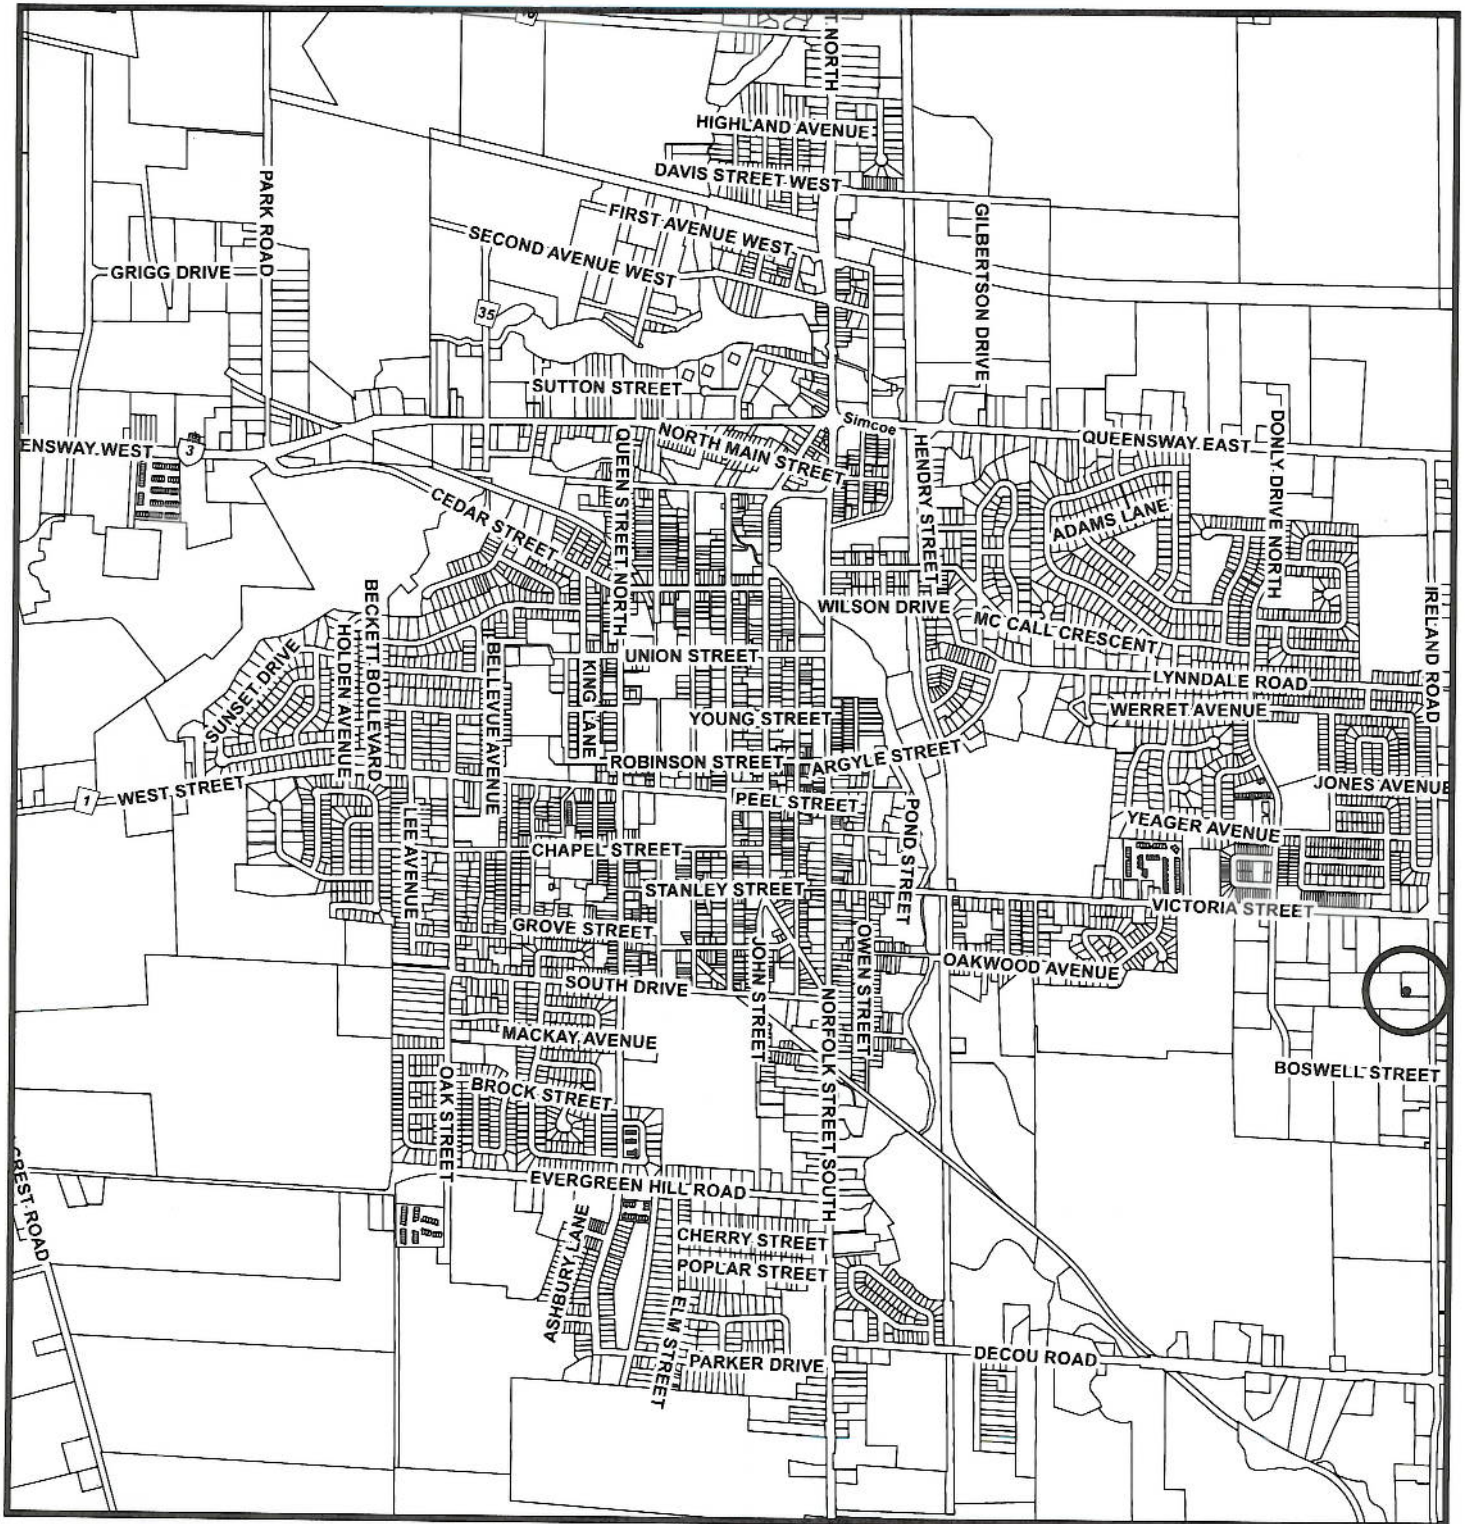 T. NORTH
HIGHLAND AVENUE
DAVIS STREET WEST
PARK ROAD
FIRST AVENUE WEST
GILBERTSON DRIVE
SECOND AVENUE WEST
GRIGG DRIVE
35
SUTTON STREET
Simcoe
ENSWAY WEST
3
NORTH MAIN STREET
QUEENSWAY EAST
DONLY DRIVE NORTH
QUEEN STREET NORTH
HENDRY STREET
CEDAR STREET
ADAMS LANE
BECKETT BOULEVARD
WILSON DRIVE
MC CALL CRESCENT
IRELAND ROAD
HOLDEN AVENUE
SUNSET DRIVE
BELLEVUE AVENUE
KING LANE
UNION STREET
LYNNDALE ROAD
WERRET AVENUE
YOUNG STREET
ROBINSON STREET
ARGYLE STREET
WEST STREET
1
JONES AVENUE
PEEL STREET
LEE AVENUE
POND STREET
YEAGER AVENUE
CHAPEL STREET
STANLEY STREET
VICTORIA STREET
GROVE STREET
JOHN STREET
OWEN STREET
OAKWOOD AVENUE
SOUTH DRIVE
NORFOLK STREET SOUTH
MACKAY AVENUE
BOSWELL STREET
OAK STREET
BROCK STREET
CREST ROAD
EVERGREEN HILL ROAD
ASHBURY LANE
CHERRY STREET
POPLAR STREET
ELM STREET
PARKER DRIVE
DECOU ROAD